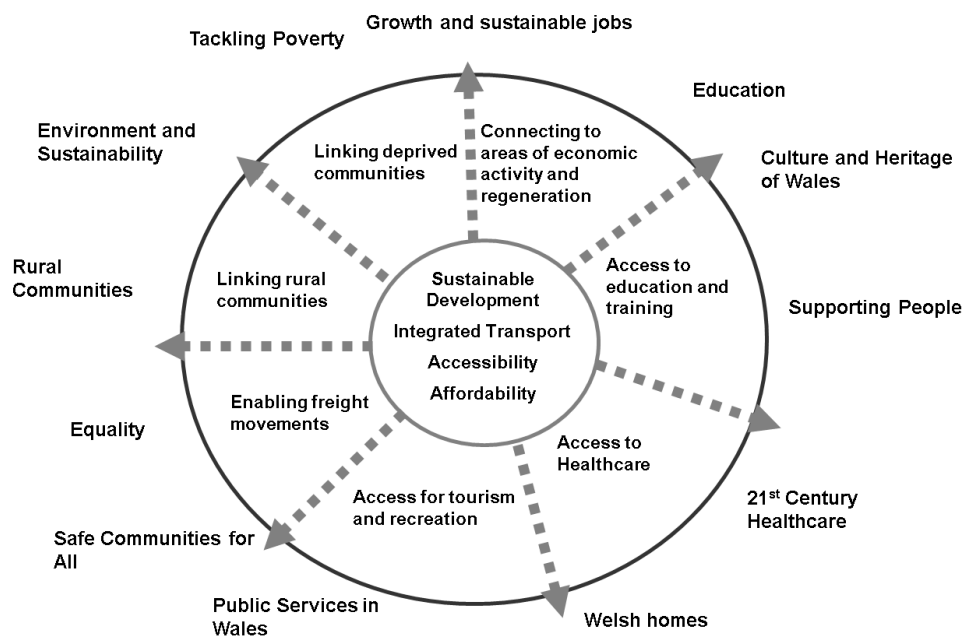 Growth and sustainable jobs
Tackling Poverty
Education
Environment and
Sustainability
Culture and Heritage
of Wales
Linking deprived
communities
Connecting to
areas of economic
activity and
regeneration
Rural
Communities
Linking rural
communities
Sustainable
Development
Integrated Transport
Accessibility
Affordability
Access to
education and
training
Supporting People
Equality
Enabling freight
movements
Access to
Healthcare
Access for tourism
and recreation
21st Century
Healthcare
Safe Communities for
All
Public Services in
Wales
Welsh homes